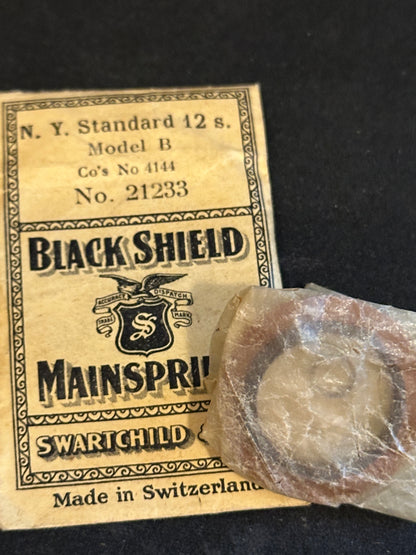 N. Y. Standard 12 s.
Model B
Co's No 4144
No. 21233
BLACK SHIELD
ACCURACY DISPATCH
TRADE MARK
S
MAINSPRI
SWARTCHILD &
Made in Switzerland